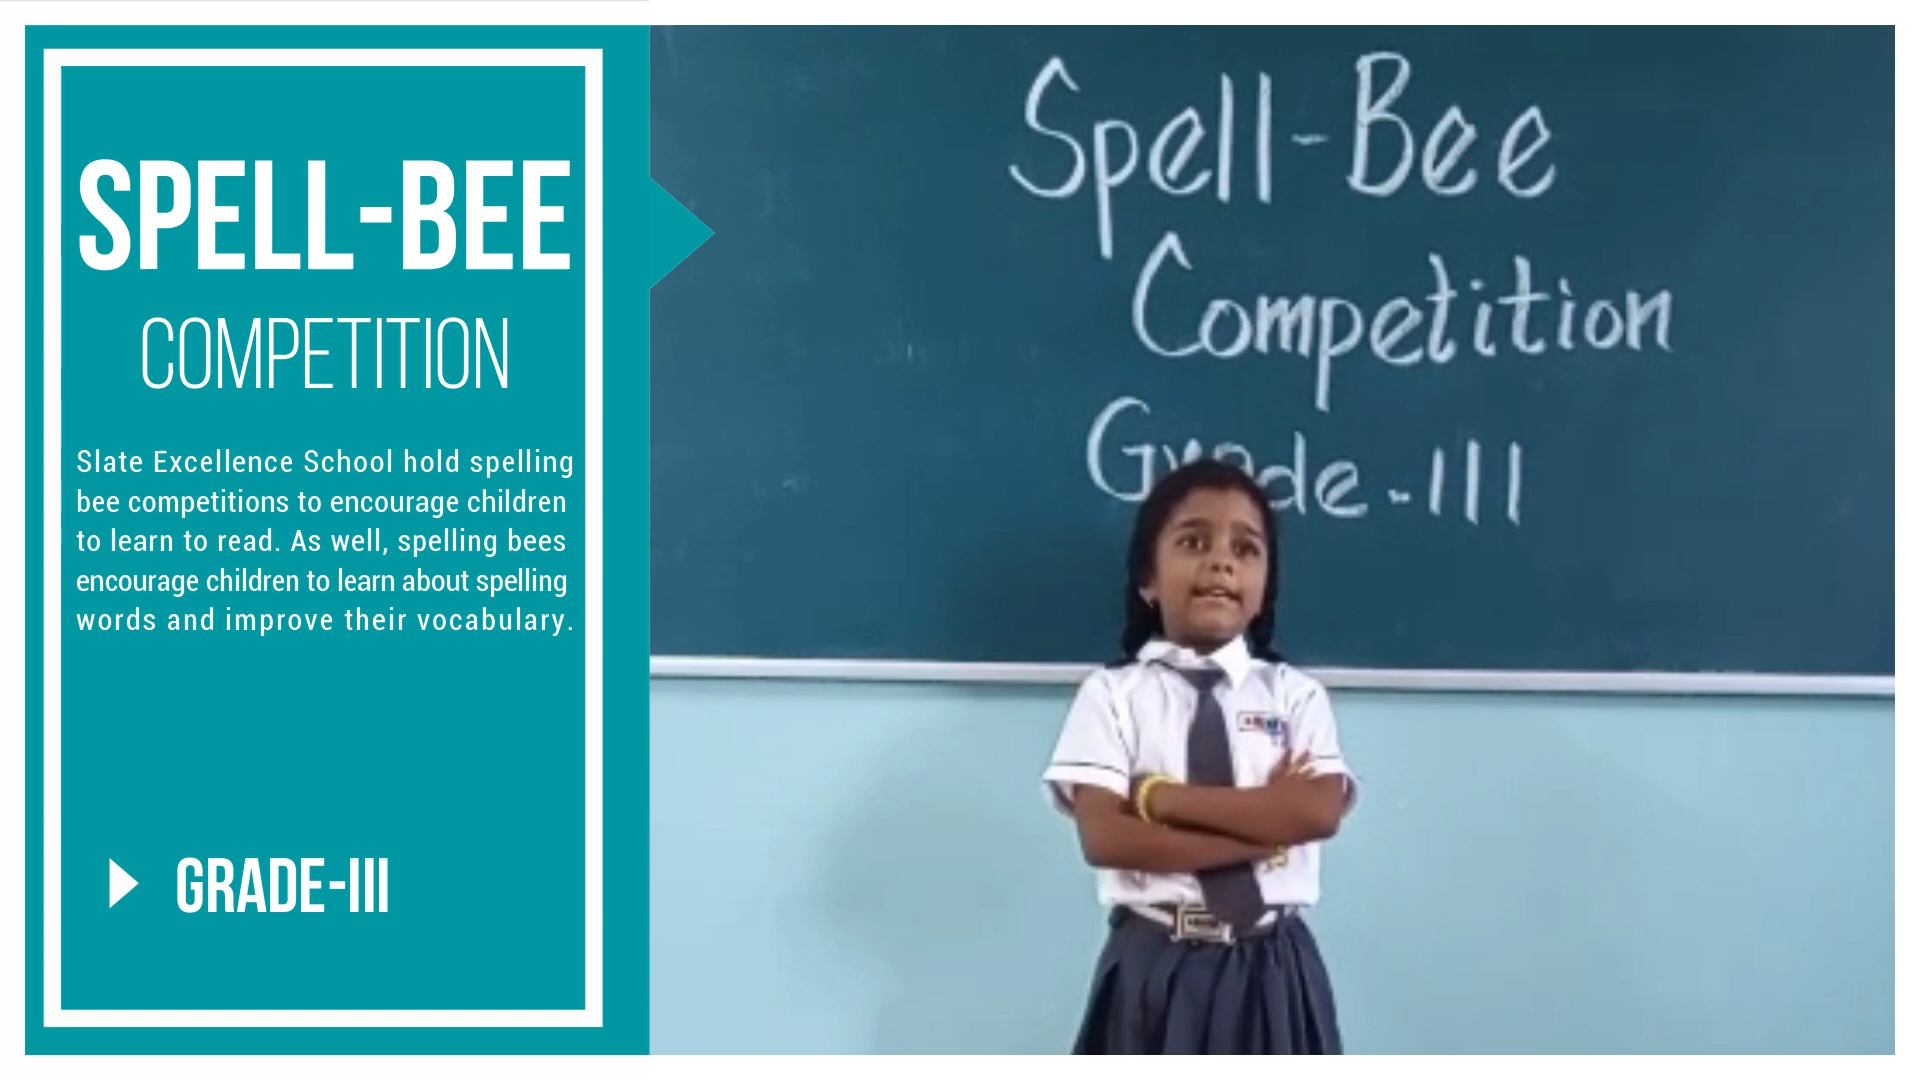 SPELL-BEE
COMPETITION
Slate Excellence School hold spelling
bee competitions to encourage children
to learn to read. As well, spelling bees
encourage children to learn about spelling
words and improve their vocabulary.
GRADE-III
Spell-Bee
Competition
Grade-III